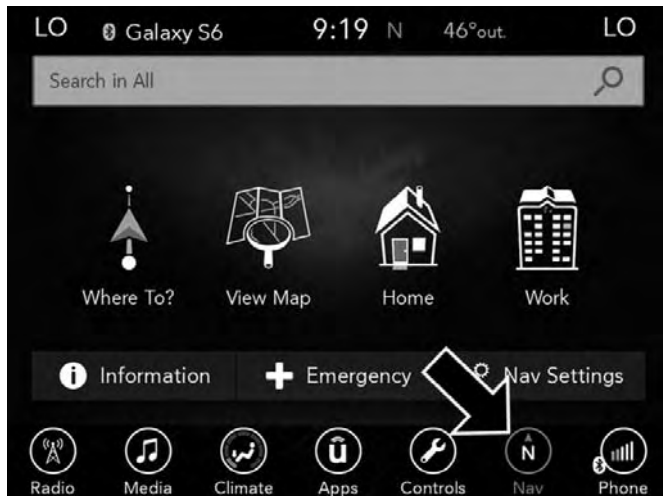 LO Galaxy S6 9:19 N 46°out. LO
Search in All
Where To? View Map Home Work
i Information Emergency Nav Settings
ū N
Radio Media Climate Apps Controls Nav Phone